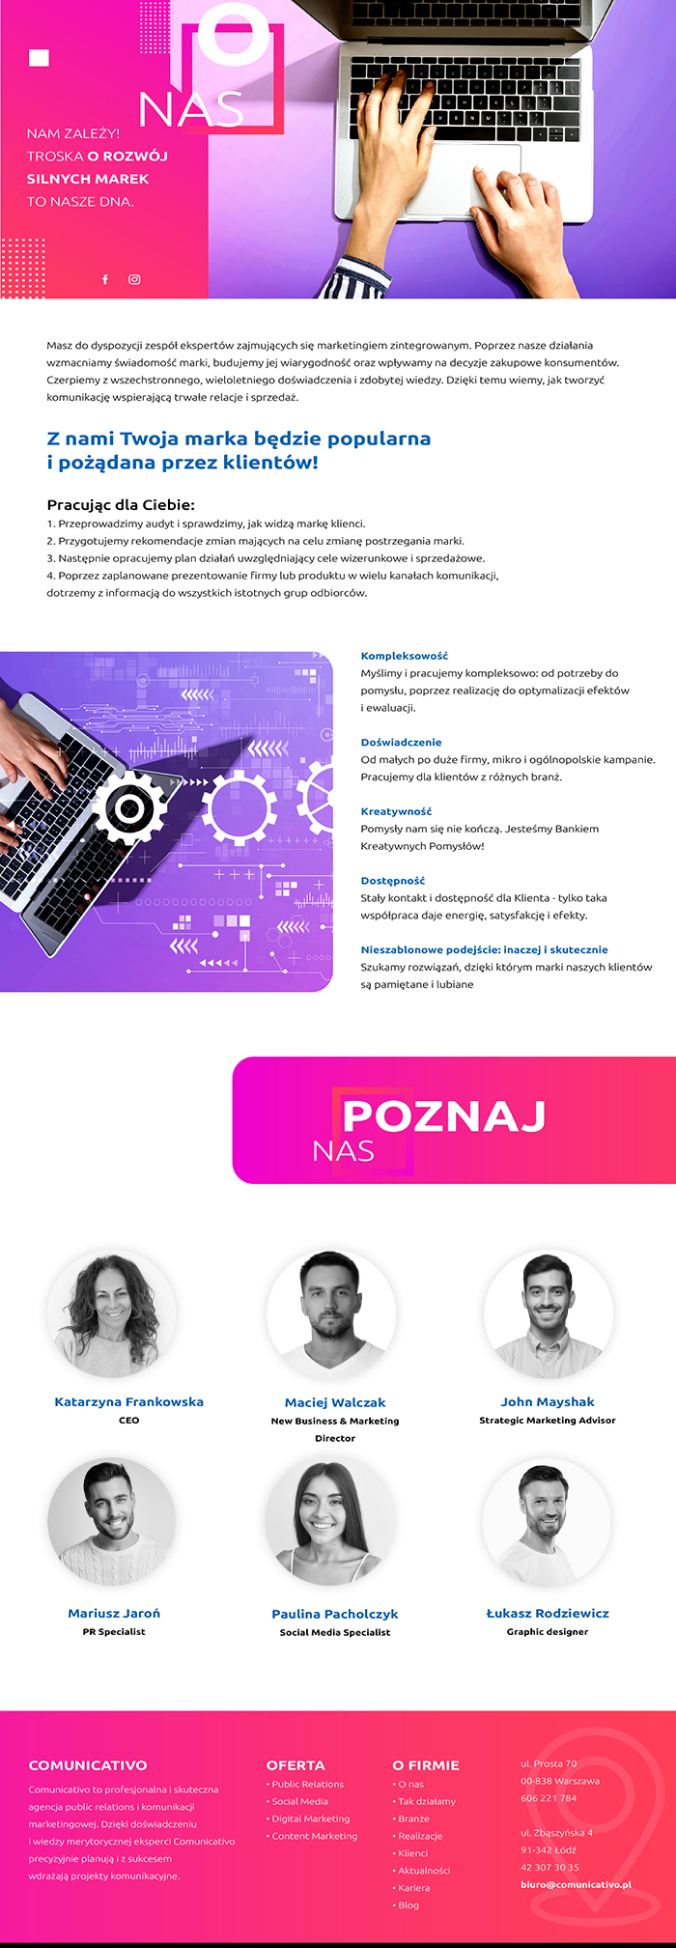 O
NAS
NAM ZALEŻY!
TROSKA O ROZWÓJ
SILNYCH MAREK
TO NASZE DNA.
Masz do dyspozycji zespół ekspertów zajmujących się marketingiem zintegrowanym. Poprzez nasze działania
wzmacniamy świadomość marki, budujemy jej wiarygodność oraz wpływamy na decyzje zakupowe konsumentów.
Czerpiemy z wszechstronnego, wieloletniego doświadczenia i zdobytej wiedzy. Dzięki temu wiemy, jak tworzyć
komunikację wspierającą trwałe relacje i sprzedaż.
Z nami Twoja marka będzie popularna
i pożądana przez klientów!
Pracując dla Ciebie:
1. Przeprowadzimy audyt i sprawdzimy, jak widzą markę klienci.
2. Przygotujemy rekomendacje zmian mających na celu zmianę postrzegania marki.
3. Następnie opracujemy plan działań uwzględniający cele wizerunkowe i sprzedażowe.
4. Poprzez zaplanowane prezentowanie firmy lub produktu w wielu kanałach komunikacji,
dotrzemy z informacją do wszystkich istotnych grup odbiorców.
Kompleksowość
Myślimy i pracujemy kompleksowo: od potrzeby do
pomysłu, poprzez realizację do optymalizacji efektów
i ewaluacji.
Doświadczenie
Od małych po duże firmy, mikro i ogólnopolskie kampanie.
Pracujemy dla klientów z różnych branż.
Kreatywność
Pomysły nam się nie kończą. Jesteśmy Bankiem
Kreatywnych Pomysłów!
Dostępność
Stały kontakt i dostępność dla Klienta - tylko taka
współpraca daje energię, satysfakcję i efekty.
Nieszablonowe podejście: inaczej i skutecznie
Szukamy rozwiązań, dzięki którym marki naszych klientów
są pamiętane i lubiane
POZNAJ
NAS
Katarzyna Frankowska
CEO
Maciej Walczak
New Business & Marketing
Director
John Mayshak
Strategic Marketing Advisor
Mariusz Jaroń
PR Specialist
Paulina Pacholczyk
Social Media Specialist
Łukasz Rodziewicz
Graphic designer
COMUNICATIVO
Comunicativo to profesjonalna i skuteczna
agencja public relations i komunikacji
marketingowej. Dzięki doświadczeniu
i wiedzy merytorycznej eksperci Comunicativo
precyzyjnie planują i z sukcesem
wdrażają projekty komunikacyjne.
OFERTA
• Public Relations
• Social Media
• Digital Marketing
• Content Marketing
O FIRMIE
• O nas
• Tak działamy
• Branże
• Realizacje
• Klienci
• Aktualności
• Kariera
• Blog
ul. Prosta 70
00-838 Warszawa
606 221 784
ul. Zbąszyńska 4
91-342 Łódź
42 307 30 35
biuro@comunicativo.pl